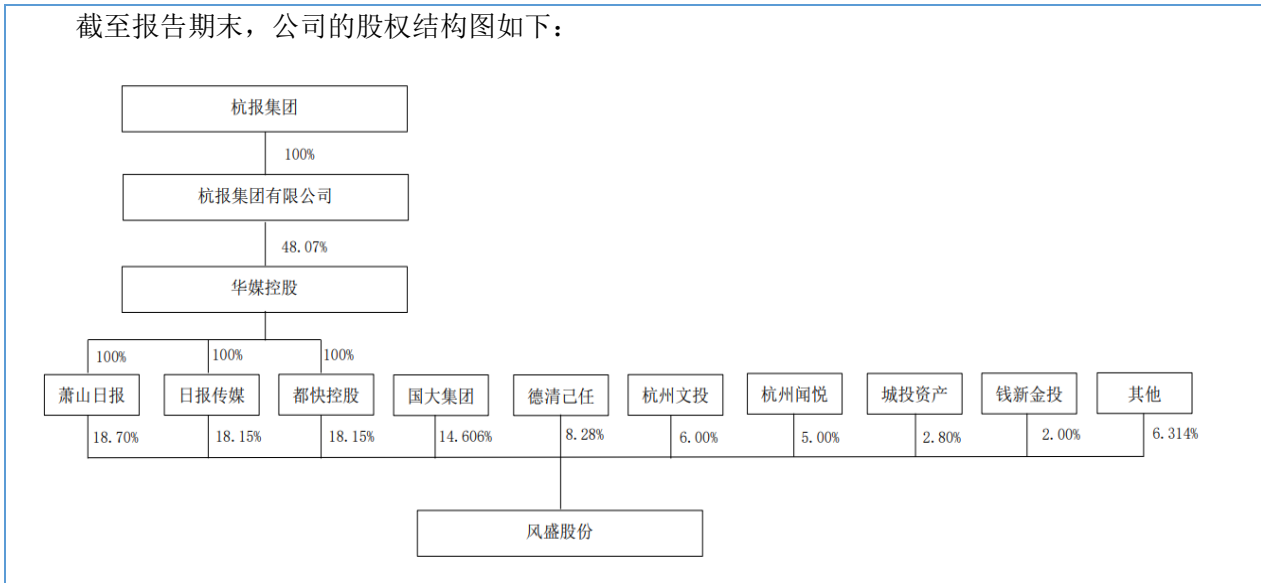 截至报告期末，公司的股权结构图如下：
杭报集团
100%
杭报集团有限公司
48.07%
华媒控股
100% 100% 100%
萧山日报 日报传媒 都快控股 国大集团 德清己任 杭州文投 杭州闻悦 城投资产 钱新金投 其他
18.70% 18.15% 18.15% 14.606% 8.28% 6.00% 5.00% 2.80% 2.00% 6.314%
风盛股份